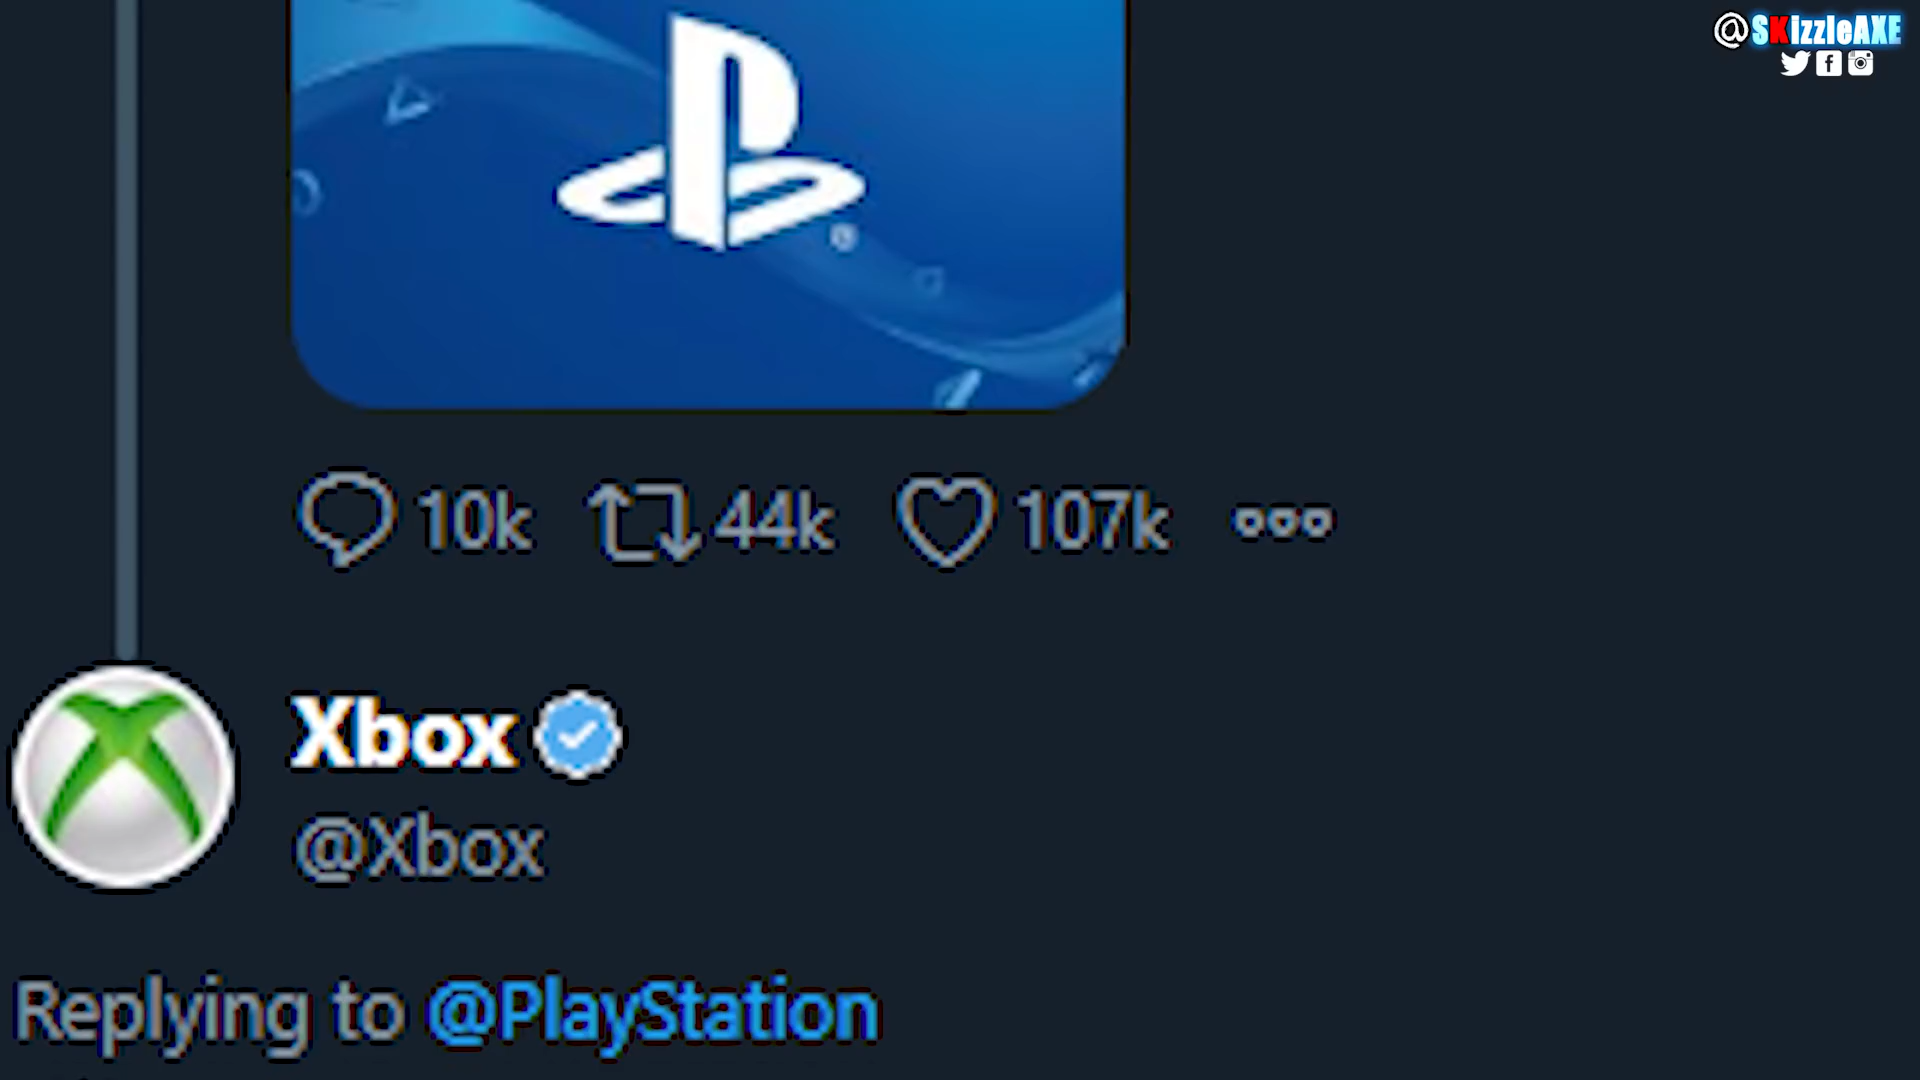 @SKizzleAXE
10k 44k 107k
Xbox
@Xbox
Replying to @PlayStation